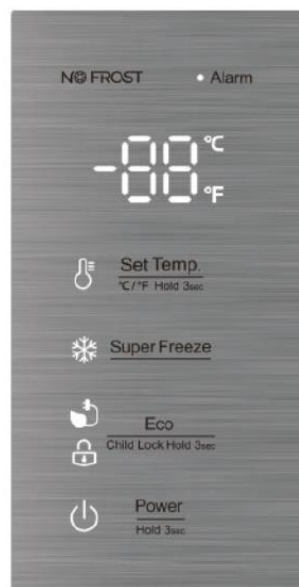 NO FROST
Alarm
-88 °C
°F
Set Temp.
°C/°F Hold 3sec
Super Freeze
Eco
Child Lock Hold 3sec
Power
Hold 3sec